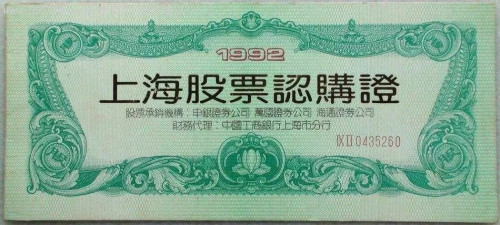 1992
上海股票認購證
股票承銷機構：申銀證券公司 萬國證券公司 海通證券公司
財務代理：中國工商銀行上海市分行
IXII 0435260